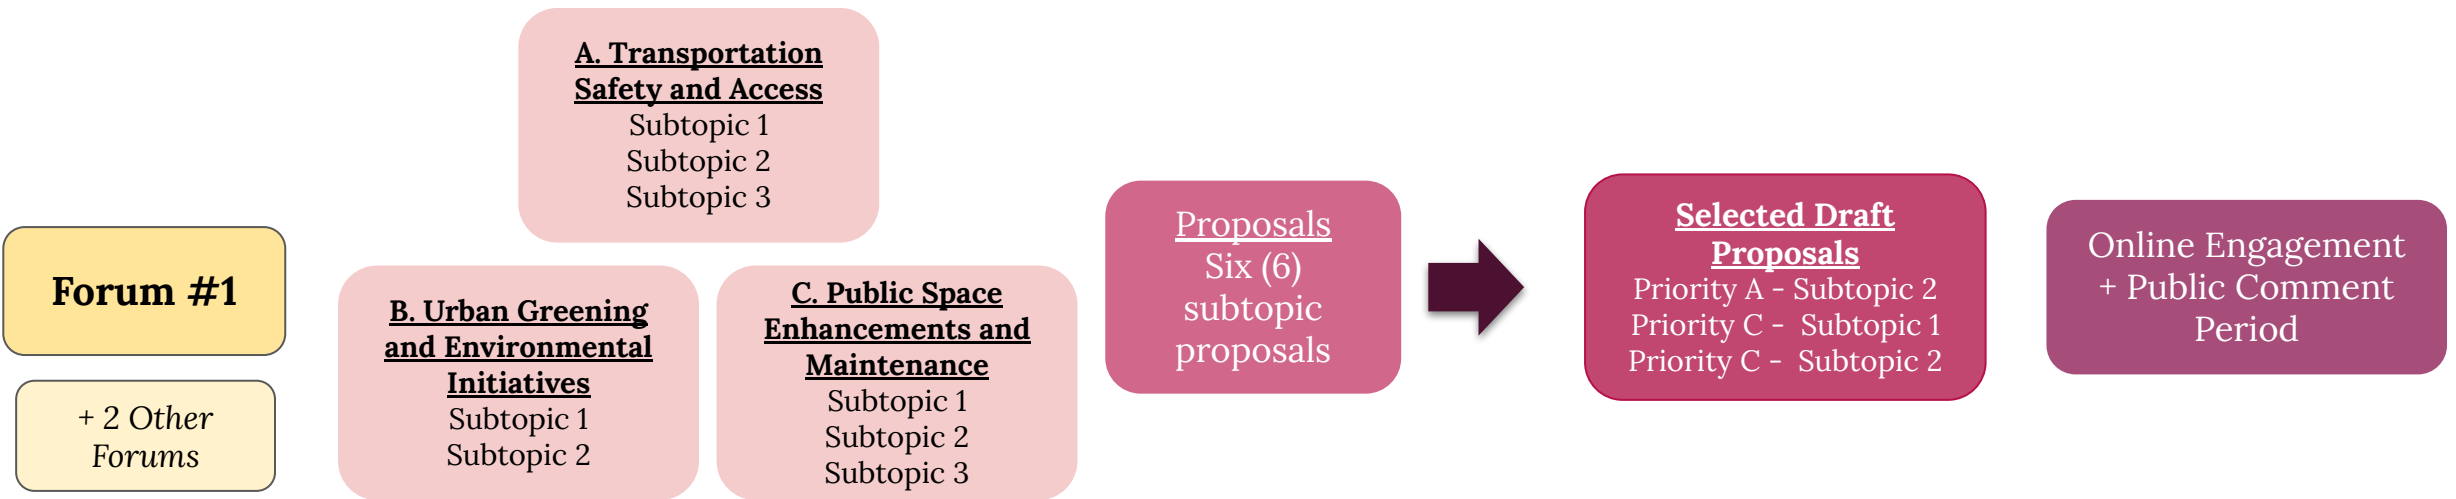 Forum #1
+ 2 Other
Forums
A. Transportation
Safety and Access
Subtopic 1
Subtopic 2
Subtopic 3
B. Urban Greening
and Environmental
Initiatives
Subtopic 1
Subtopic 2
C. Public Space
Enhancements and
Maintenance
Subtopic 1
Subtopic 2
Subtopic 3
Proposals
Six (6)
subtopic
proposals
Selected Draft
Proposals
Priority A - Subtopic 2
Priority C - Subtopic 1
Priority C - Subtopic 2
Online Engagement
+ Public Comment
Period